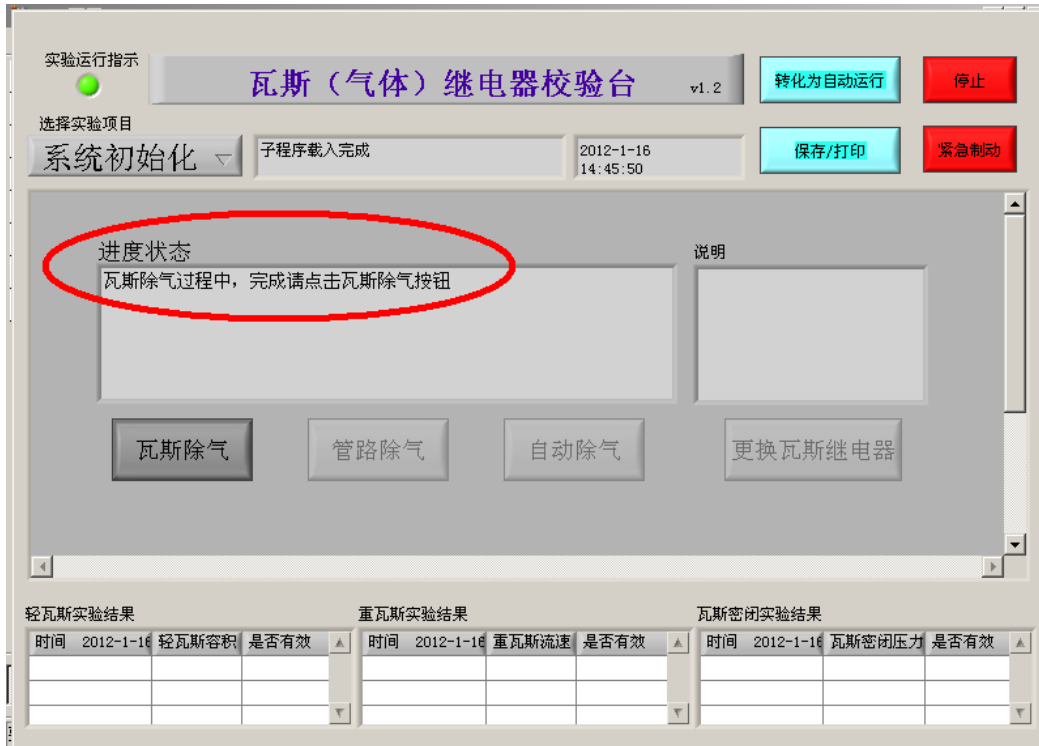 实验运行指示
瓦斯（气体）继电器校验台 v1.2
转化为自动运行
停止
选择实验项目
系统初始化
子程序载入完成
2012-1-16
14:45:50
保存/打印
紧急制动
进度状态
瓦斯除气过程中，完成请点击瓦斯除气按钮
说明
瓦斯除气
管路除气
自动除气
更换瓦斯继电器
轻瓦斯实验结果
时间 2012-1-16 轻瓦斯容积 是否有效
重瓦斯实验结果
时间 2012-1-16 重瓦斯流速 是否有效
瓦斯密闭实验结果
时间 2012-1-16 瓦斯密闭压力 是否有效